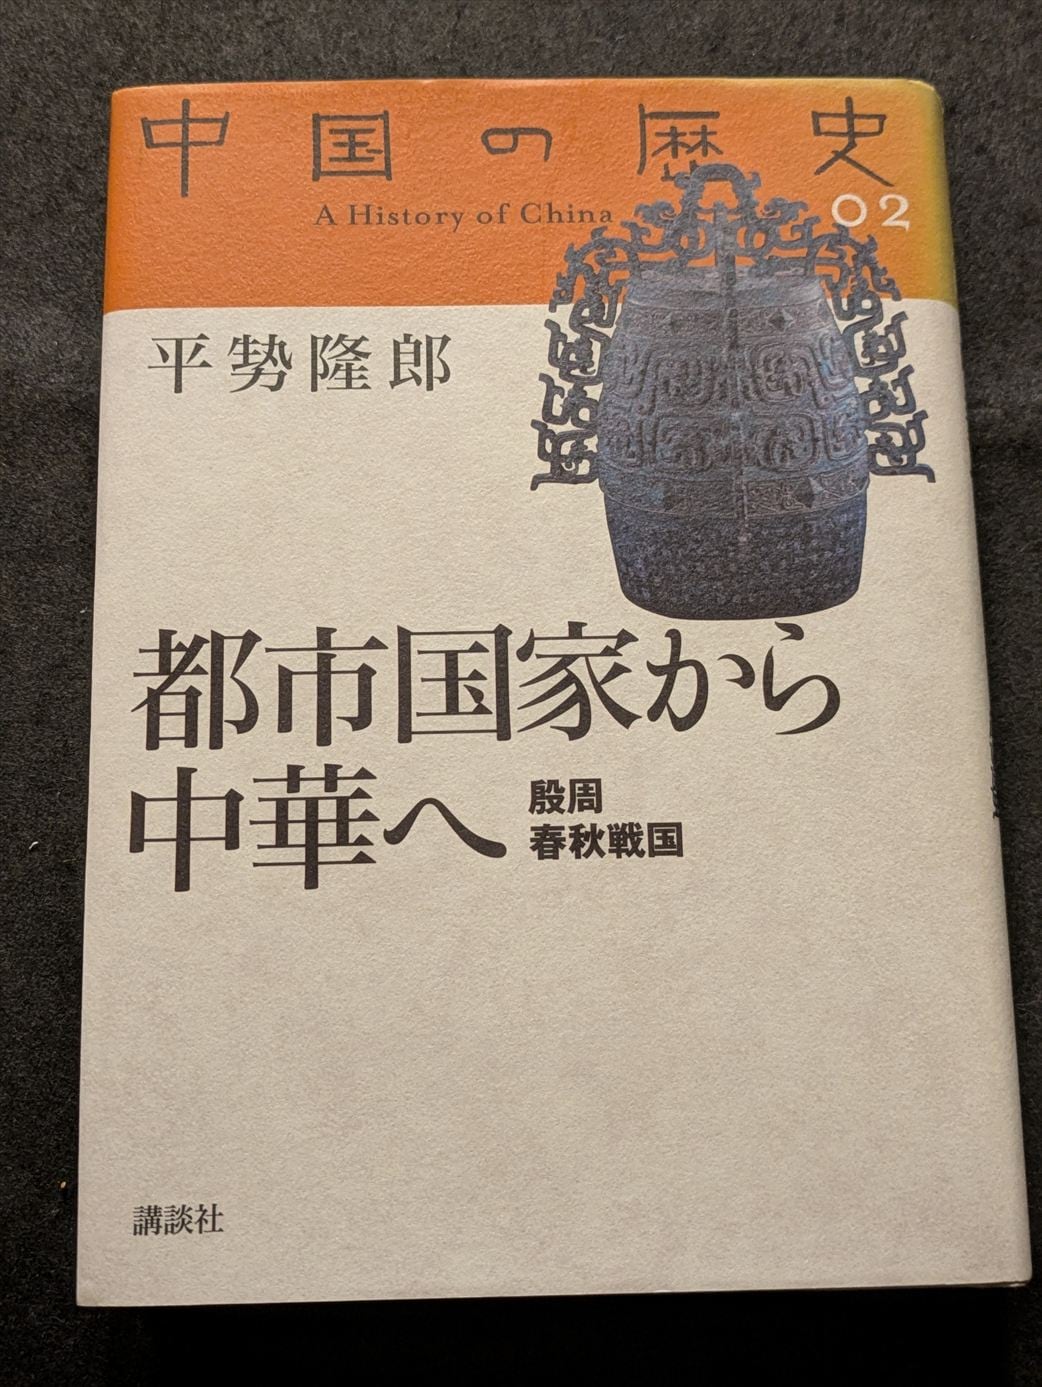 中国の歴史
A History of China
02
平㔟隆郎
都市国家から
中華へ
殷周
春秋戦国
講談社